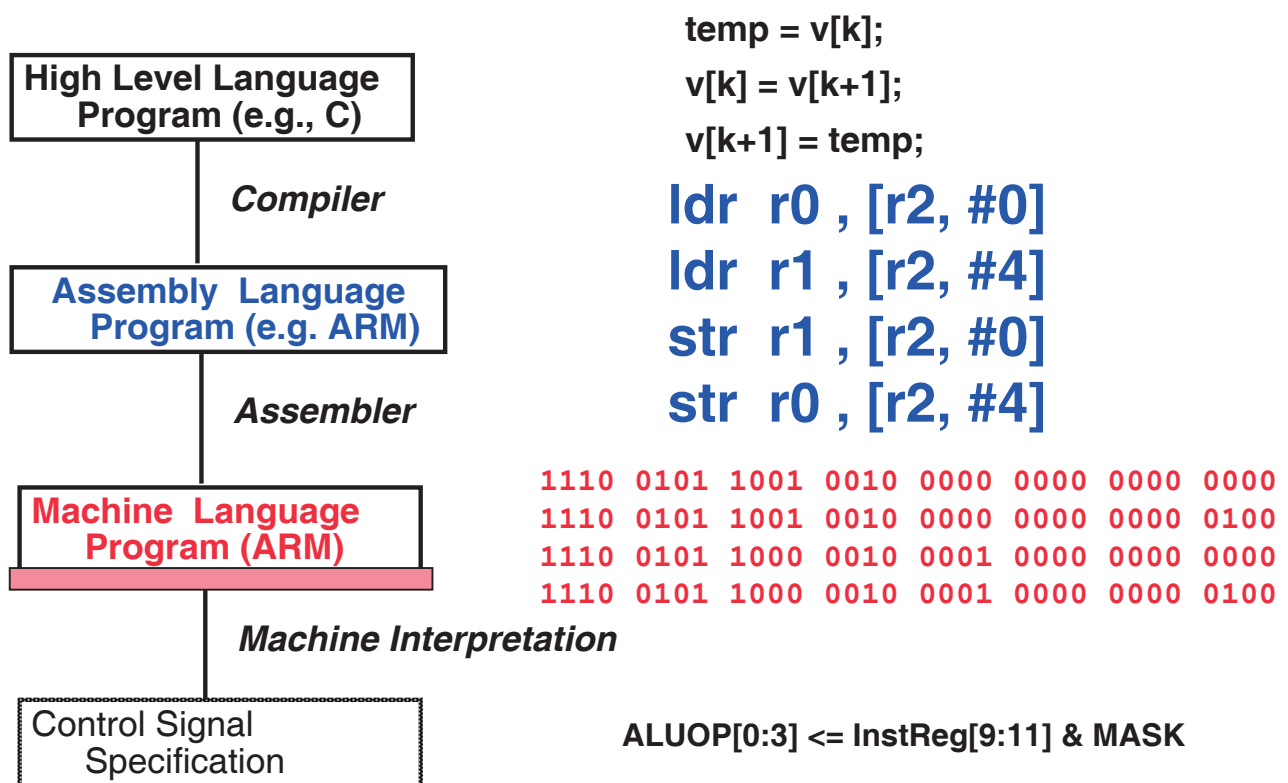 High Level Language
Program (e.g., C)
Compiler
Assembly Language
Program (e.g. ARM)
Assembler
Machine Language
Program (ARM)
Machine Interpretation
Control Signal
Specification
temp = v[k];
v[k] = v[k+1];
v[k+1] = temp;
ldr r0 , [r2, #0]
ldr r1 , [r2, #4]
str r1 , [r2, #0]
str r0 , [r2, #4]
1110 0101 1001 0010 0000 0000 0000 0000
1110 0101 1001 0010 0000 0000 0000 0100
1110 0101 1000 0010 0001 0000 0000 0000
1110 0101 1000 0010 0001 0000 0000 0100
ALUOP[0:3] <= InstReg[9:11] & MASK